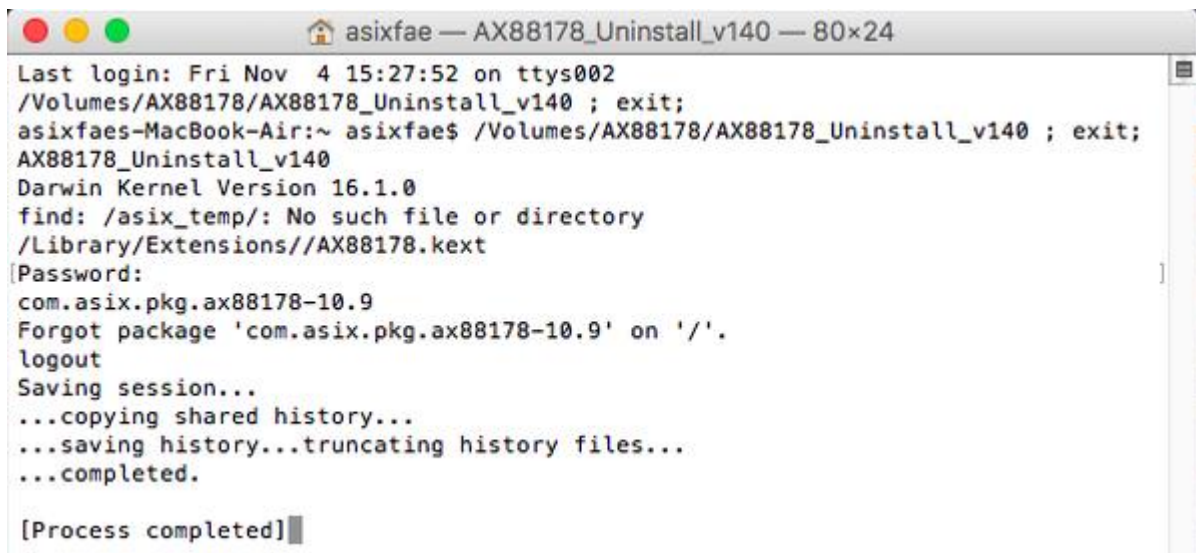 asixfae — AX88178_Uninstall_v140 — 80×24
Last login: Fri Nov  4 15:27:52 on ttys002
/Volumes/AX88178/AX88178_Uninstall_v140 ; exit;
asixfaes-MacBook-Air:~ asixfae$ /Volumes/AX88178/AX88178_Uninstall_v140 ; exit;
AX88178_Uninstall_v140
Darwin Kernel Version 16.1.0
find: /asix_temp/: No such file or directory
/Library/Extensions//AX88178.kext
[Password: ]
com.asix.pkg.ax88178-10.9
Forgot package 'com.asix.pkg.ax88178-10.9' on '/'.
logout
Saving session...
...copying shared history...
...saving history...truncating history files...
...completed.
[Process completed]